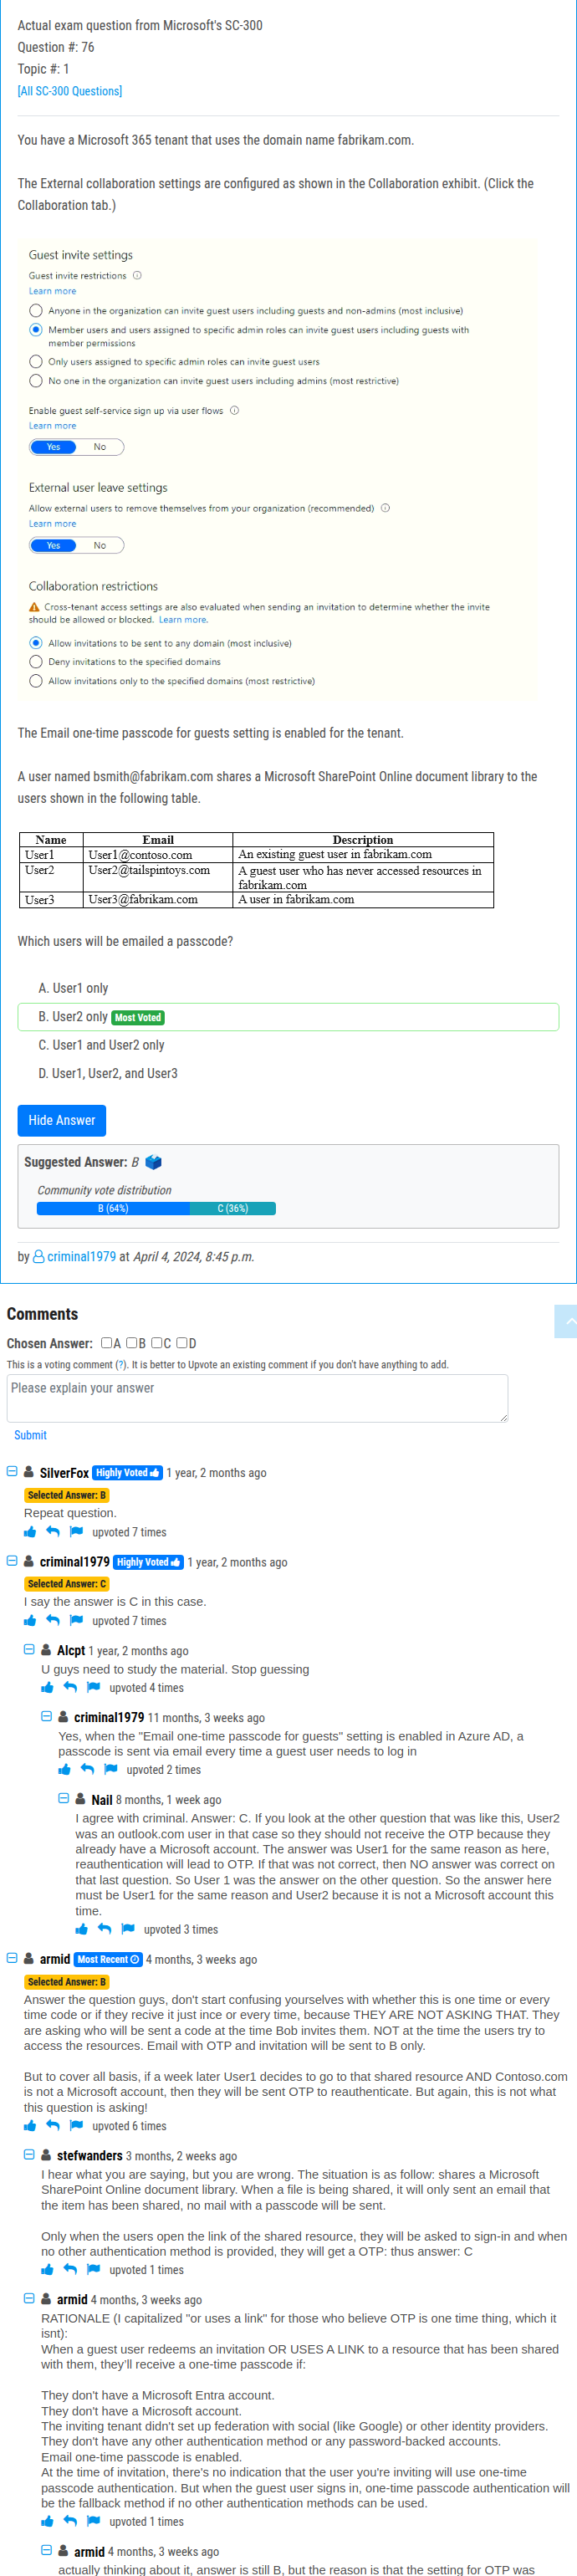 Actual exam question from Microsoft's SC-300
Question #: 76
Topic #: 1
[All SC-300 Questions]
You have a Microsoft 365 tenant that uses the domain name fabrikam.com.
The External collaboration settings are configured as shown in the Collaboration exhibit. (Click the
Collaboration tab.)
Guest invite settings
Guest invite restrictions
Learn more
Anyone in the organization can invite guest users including guests and non-admins (most inclusive)
Member users and users assigned to specific admin roles can invite guest users including guests with
member permissions
Only users assigned to specific admin roles can invite guest users
No one in the organization can invite guest users including admins (most restrictive)
Enable guest self-service sign up via user flows
Learn more
Yes No
External user leave settings
Allow external users to remove themselves from your organization (recommended)
Learn more
Yes No
Collaboration restrictions
Cross-tenant access settings are also evaluated when sending an invitation to determine whether the invite
should be allowed or blocked. Learn more.
Allow invitations to be sent to any domain (most inclusive)
Deny invitations to the specified domains
Allow invitations only to the specified domains (most restrictive)
The Email one-time passcode for guests setting is enabled for the tenant.
A user named bsmith@fabrikam.com shares a Microsoft SharePoint Online document library to the
users shown in the following table.
Name Email Description
User1 User1@contoso.com An existing guest user in fabrikam.com
User2 User2@tailspintoys.com A guest user who has never accessed resources in
fabrikam.com
User3 User3@fabrikam.com A user in fabrikam.com
Which users will be emailed a passcode?
A. User1 only
B. User2 only Most Voted
C. User1 and User2 only
D. User1, User2, and User3
Hide Answer
Suggested Answer: B
Community vote distribution
B (64%) C (36%)
by criminal1979 at April 4, 2024, 8:45 p.m.
Comments
Chosen Answer: A B C D
This is a voting comment (?). It is better to Upvote an existing comment if you don't have anything to add.
Please explain your answer
Submit
SilverFox Highly Voted 1 year, 2 months ago
Selected Answer: B
Repeat question.
upvoted 7 times
criminal1979 Highly Voted 1 year, 2 months ago
Selected Answer: C
I say the answer is C in this case.
upvoted 7 times
Alcpt 1 year, 2 months ago
U guys need to study the material. Stop guessing
upvoted 4 times
criminal1979 11 months, 3 weeks ago
Yes, when the "Email one-time passcode for guests" setting is enabled in Azure AD, a
passcode is sent via email every time a guest user needs to log in
upvoted 2 times
Nail 8 months, 1 week ago
I agree with criminal. Answer: C. If you look at the other question that was like this, User2
was an outlook.com user in that case so they should not receive the OTP because they
already have a Microsoft account. The answer was User1 for the same reason as here,
reauthentication will lead to OTP. If that was not correct, then NO answer was correct on
that last question. So User 1 was the answer on the other question. So the answer here
must be User1 for the same reason and User2 because it is not a Microsoft account this
time.
upvoted 3 times
armid Most Recent 4 months, 3 weeks ago
Selected Answer: B
Answer the question guys, don't start confusing yourselves with whether this is one time or every
time code or if they recive it just ince or every time, because THEY ARE NOT ASKING THAT. They
are asking who will be sent a code at the time Bob invites them. NOT at the time the users try to
access the resources. Email with OTP and invitation will be sent to B only.
But to cover all basis, if a week later User1 decides to go to that shared resource AND Contoso.com
is not a Microsoft account, then they will be sent OTP to reauthenticate. But again, this is not what
this question is asking!
upvoted 6 times
stefwanders 3 months, 2 weeks ago
I hear what you are saying, but you are wrong. The situation is as follow: shares a Microsoft
SharePoint Online document library. When a file is being shared, it will only sent an email that
the item has been shared, no mail with a passcode will be sent.
Only when the users open the link of the shared resource, they will be asked to sign-in and when
no other authentication method is provided, they will get a OTP: thus answer: C
upvoted 1 times
armid 4 months, 3 weeks ago
RATIONALE (I capitalized "or uses a link" for those who believe OTP is one time thing, which it
isnt):
When a guest user redeems an invitation OR USES A LINK to a resource that has been shared
with them, they'll receive a one-time passcode if:
They don't have a Microsoft Entra account.
They don't have a Microsoft account.
The inviting tenant didn't set up federation with social (like Google) or other identity providers.
They don't have any other authentication method or any password-backed accounts.
Email one-time passcode is enabled.
At the time of invitation, there's no indication that the user you're inviting will use one-time
passcode authentication. But when the guest user signs in, one-time passcode authentication will
be the fallback method if no other authentication methods can be used.
upvoted 1 times
armid 4 months, 3 weeks ago
actually thinking about it, answer is still B, but the reason is that the setting for OTP was